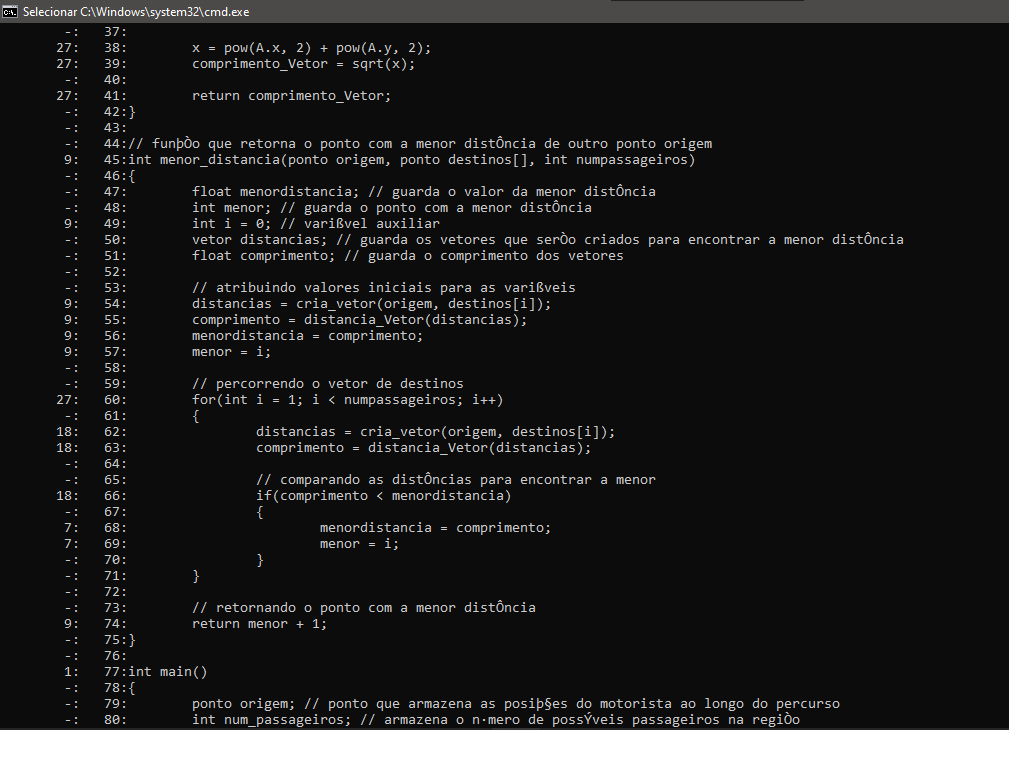 Selecionar C:\Windows\system32\cmd.exe
-: 37:
27: 38: x = pow(A.x, 2) + pow(A.y, 2);
27: 39: comprimento_Vetor = sqrt(x);
-: 40:
27: 41: return comprimento_Vetor;
-: 42:}
-: 43:
-: 44:// funþÒo que retorna o ponto com a menor distÔncia de outro ponto origem
9: 45:int menor_distancia(ponto origem, ponto destinos[], int numpassageiros)
-: 46:{
-: 47: float menordistancia; // guarda o valor da menor distÔncia
-: 48: int menor; // guarda o ponto com a menor distÔncia
9: 49: int i = 0; // varißvel auxiliar
-: 50: vetor distancias; // guarda os vetores que serÒo criados para encontrar a menor distÔncia
-: 51: float comprimento; // guarda o comprimento dos vetores
-: 52:
-: 53: // atribuindo valores iniciais para as varißveis
9: 54: distancias = cria_vetor(origem, destinos[i]);
9: 55: comprimento = distancia_Vetor(distancias);
9: 56: menordistancia = comprimento;
9: 57: menor = i;
-: 58:
-: 59: // percorrendo o vetor de destinos
27: 60: for(int i = 1; i < numpassageiros; i++)
-: 61: {
18: 62: distancias = cria_vetor(origem, destinos[i]);
18: 63: comprimento = distancia_Vetor(distancias);
-: 64:
-: 65: // comparando as distÔncias para encontrar a menor
18: 66: if(comprimento < menordistancia)
-: 67: {
7: 68: menordistancia = comprimento;
7: 69: menor = i;
-: 70: }
-: 71: }
-: 72:
-: 73: // retornando o ponto com a menor distÔncia
9: 74: return menor + 1;
-: 75:}
-: 76:
1: 77:int main()
-: 78:{
-: 79: ponto origem; // ponto que armazena as posiþ§es do motorista ao longo do percurso
-: 80: int num_passageiros; // armazena o n·mero de possÝveis passageiros na regiÒo